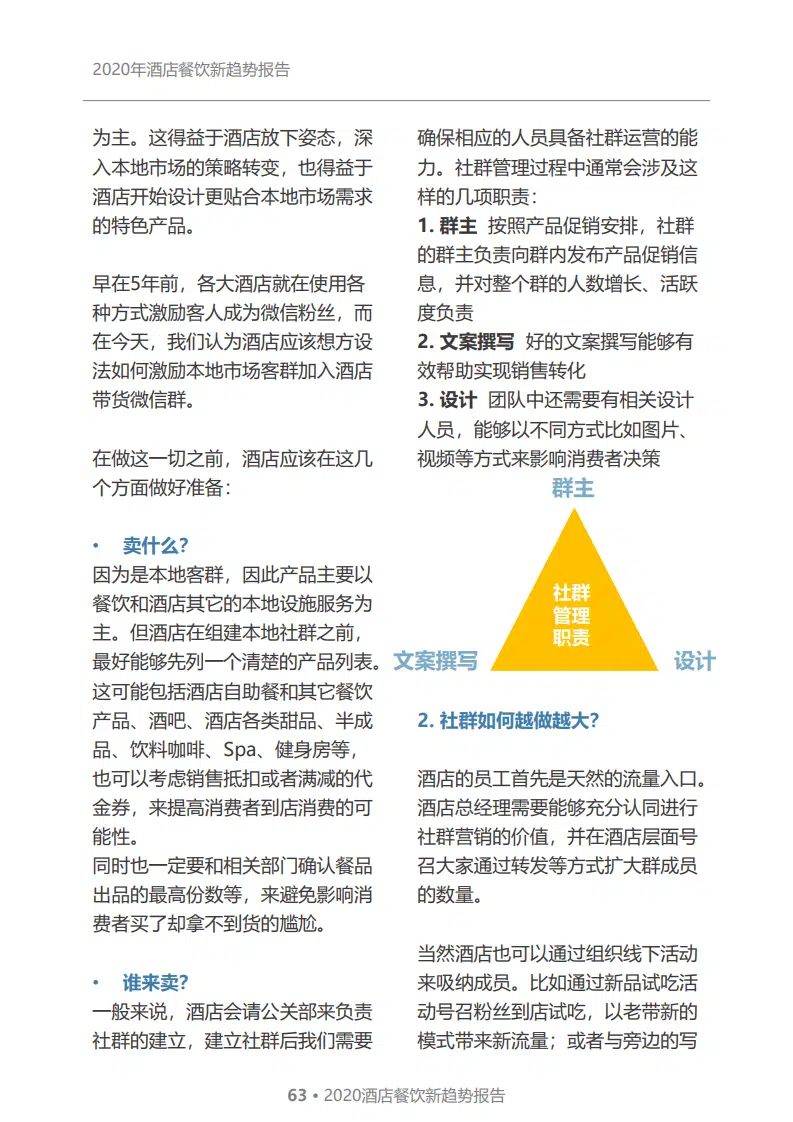 2020年酒店餐饮新趋势报告
为主。这得益于酒店放下姿态，深
入本地市场的策略转变，也得益于
酒店开始设计更贴合本地市场需求
的特色产品。
早在5年前，各大酒店就在使用各
种方式激励客人成为微信粉丝，而
在今天，我们认为酒店应该想方设
法如何激励本地市场客群加入酒店
带货微信群。
在做这一切之前，酒店应该在这几
个方面做好准备：
• 卖什么？
因为是本地客群，因此产品主要以
餐饮和酒店其它的本地设施服务为
主。但酒店在组建本地社群之前，
最好能够先列一个清楚的产品列表。
这可能包括酒店自助餐和其它餐饮
产品、酒吧、酒店各类甜品、半成
品、饮料咖啡、Spa、健身房等，
也可以考虑销售抵扣或者满减的代
金券，来提高消费者到店消费的可
能性。
同时也一定要和相关部门确认餐品
出品的最高份数等，来避免影响消
费者买了却拿不到货的尴尬。
• 谁来卖？
一般来说，酒店会请公关部来负责
社群的建立，建立社群后我们需要
确保相应的人员具备社群运营的能
力。社群管理过程中通常会涉及这
样的几项职责：
1. 群主 按照产品促销安排，社群
的群主负责向群内发布产品促销信
息，并对整个群的人数增长、活跃
度负责
2. 文案撰写 好的文案撰写能够有
效帮助实现销售转化
3. 设计 团队中还需要有相关设计
人员，能够以不同方式比如图片、
视频等方式来影响消费者决策
群主
社群
管理
职责
文案撰写
设计
2. 社群如何越做越大？
酒店的员工首先是天然的流量入口。
酒店总经理需要能够充分认同进行
社群营销的价值，并在酒店层面号
召大家通过转发等方式扩大群成员
的数量。
当然酒店也可以通过组织线下活动
来吸纳成员。比如通过新品试吃活
动号召粉丝到店试吃，以老带新的
模式带来新流量；或者与旁边的写
63 • 2020酒店餐饮新趋势报告